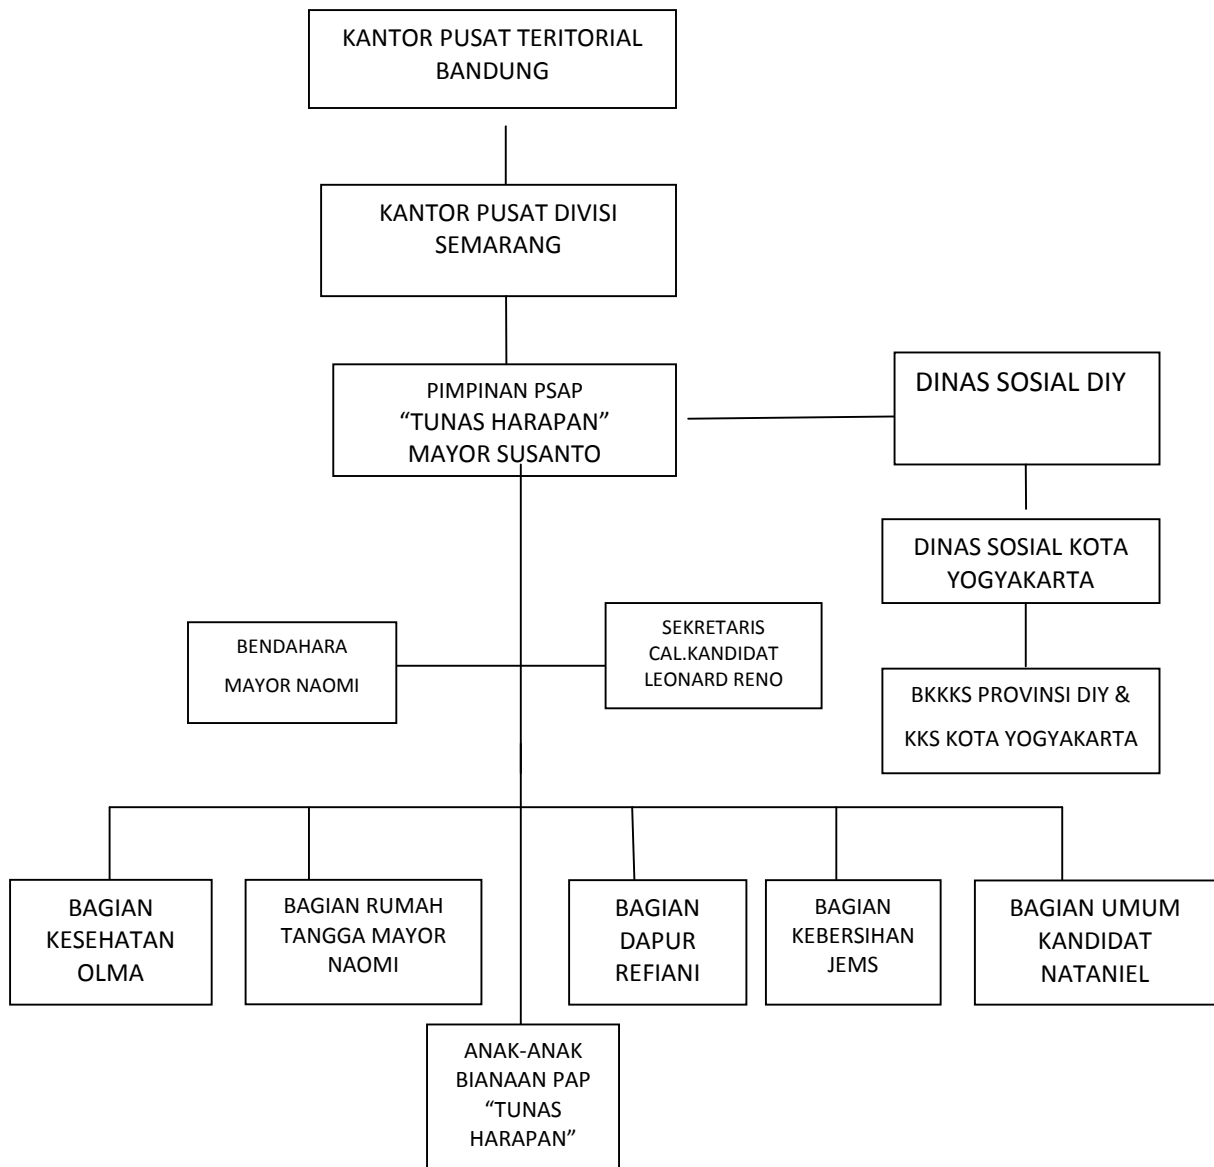 KANTOR PUSAT TERITORIAL
BANDUNG
KANTOR PUSAT DIVISI
SEMARANG
PIMPINAN PSAP
“TUNAS HARAPAN”
MAYOR SUSANTO
DINAS SOSIAL DIY
DINAS SOSIAL KOTA
YOGYAKARTA
BKKKS PROVINSI DIY &
KKS KOTA YOGYAKARTA
BENDAHARA
MAYOR NAOMI
SEKRETARIS
CAL.KANDIDAT
LEONARD RENO
BAGIAN
KESEHATAN
OLMA
BAGIAN RUMAH
TANGGA MAYOR
NAOMI
BAGIAN
DAPUR
REFIANI
BAGIAN
KEBERSIHAN
JEMS
BAGIAN UMUM
KANDIDAT
NATANIEL
ANAK-ANAK
BIANAAN PAP
“TUNAS
HARAPAN”